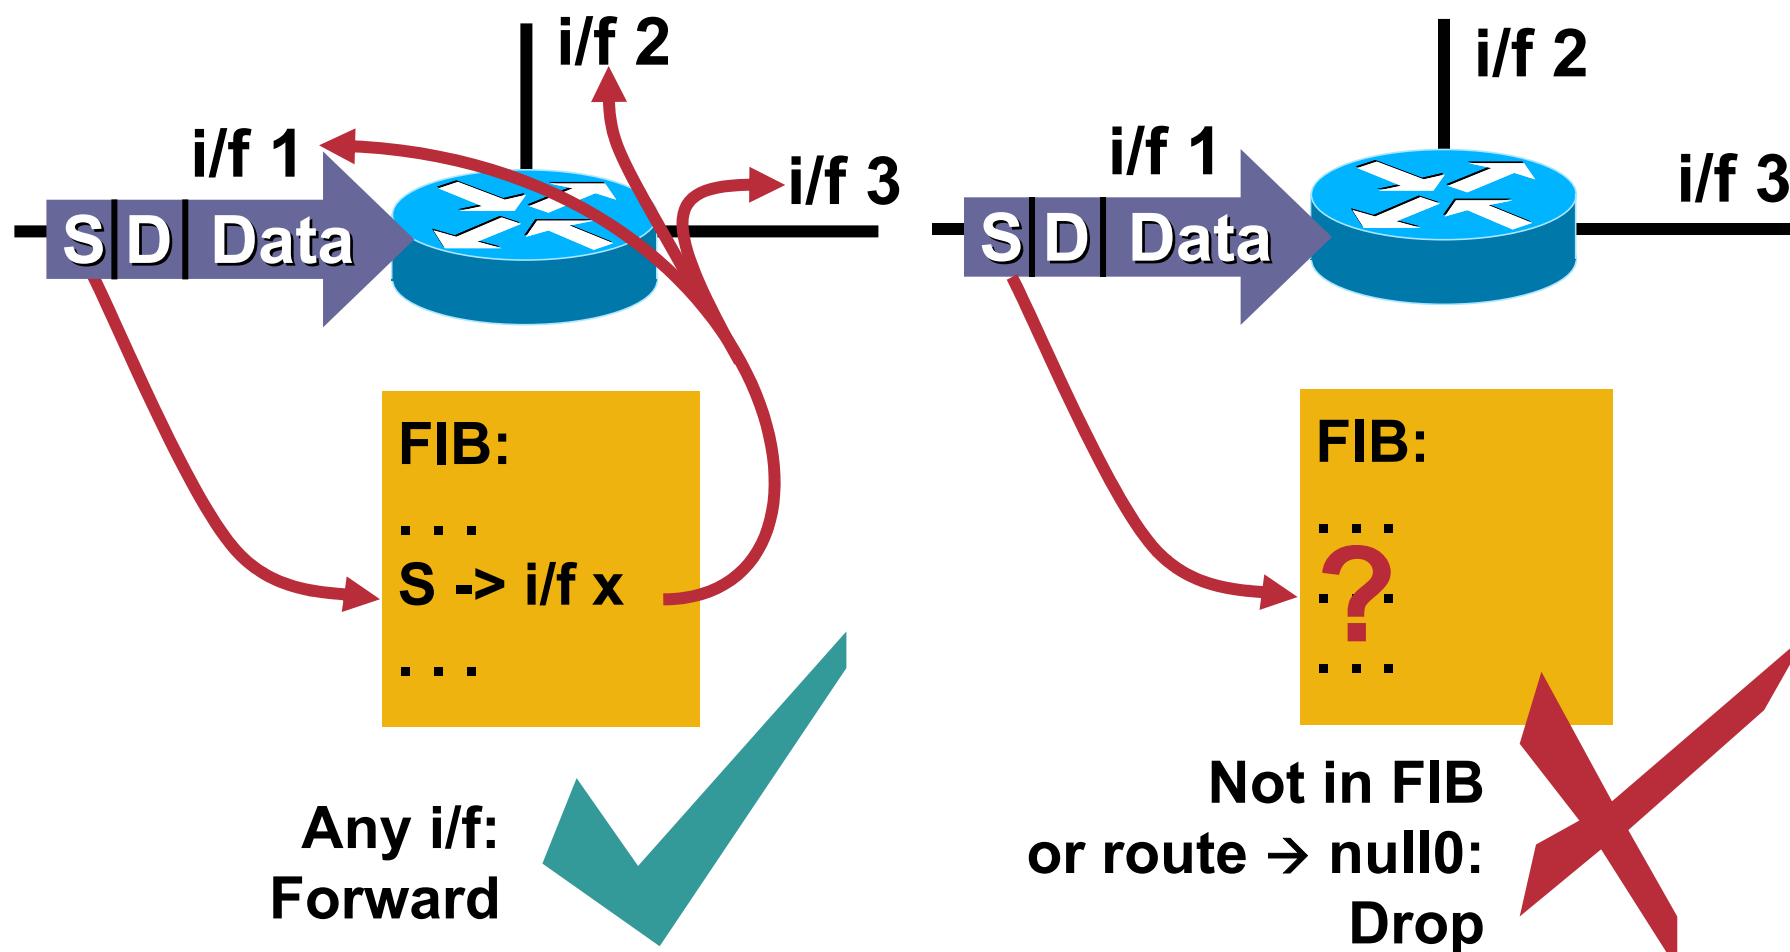 i/f 2
i/f 1
i/f 3
S D Data
FIB:
. . .
S -> i/f x
. . .
Any i/f:
Forward
i/f 2
i/f 1
i/f 3
S D Data
FIB:
. . .
. . .
?
. . .
Not in FIB
or route → null0:
Drop